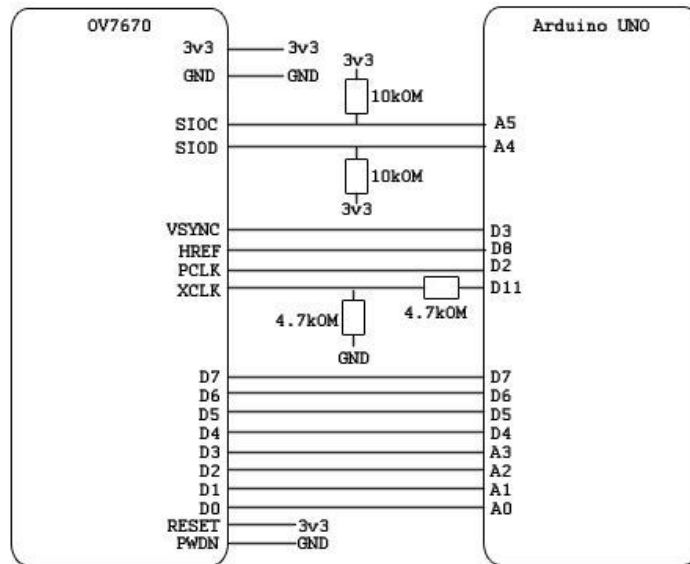 OV7670 Arduino UNO
3v3 3v3
GND GND 3v3
10kOM
SIOC A5
SIOD A4
10kOM
3v3
VSYNC D3
HREF D8
PCLK D2
XCLK D11
4.7kOM 4.7kOM
GND
D7 D7
D6 D6
D5 D5
D4 D4
D3 A3
D2 A2
D1 A1
D0 A0
RESET 3v3
PWDN GND